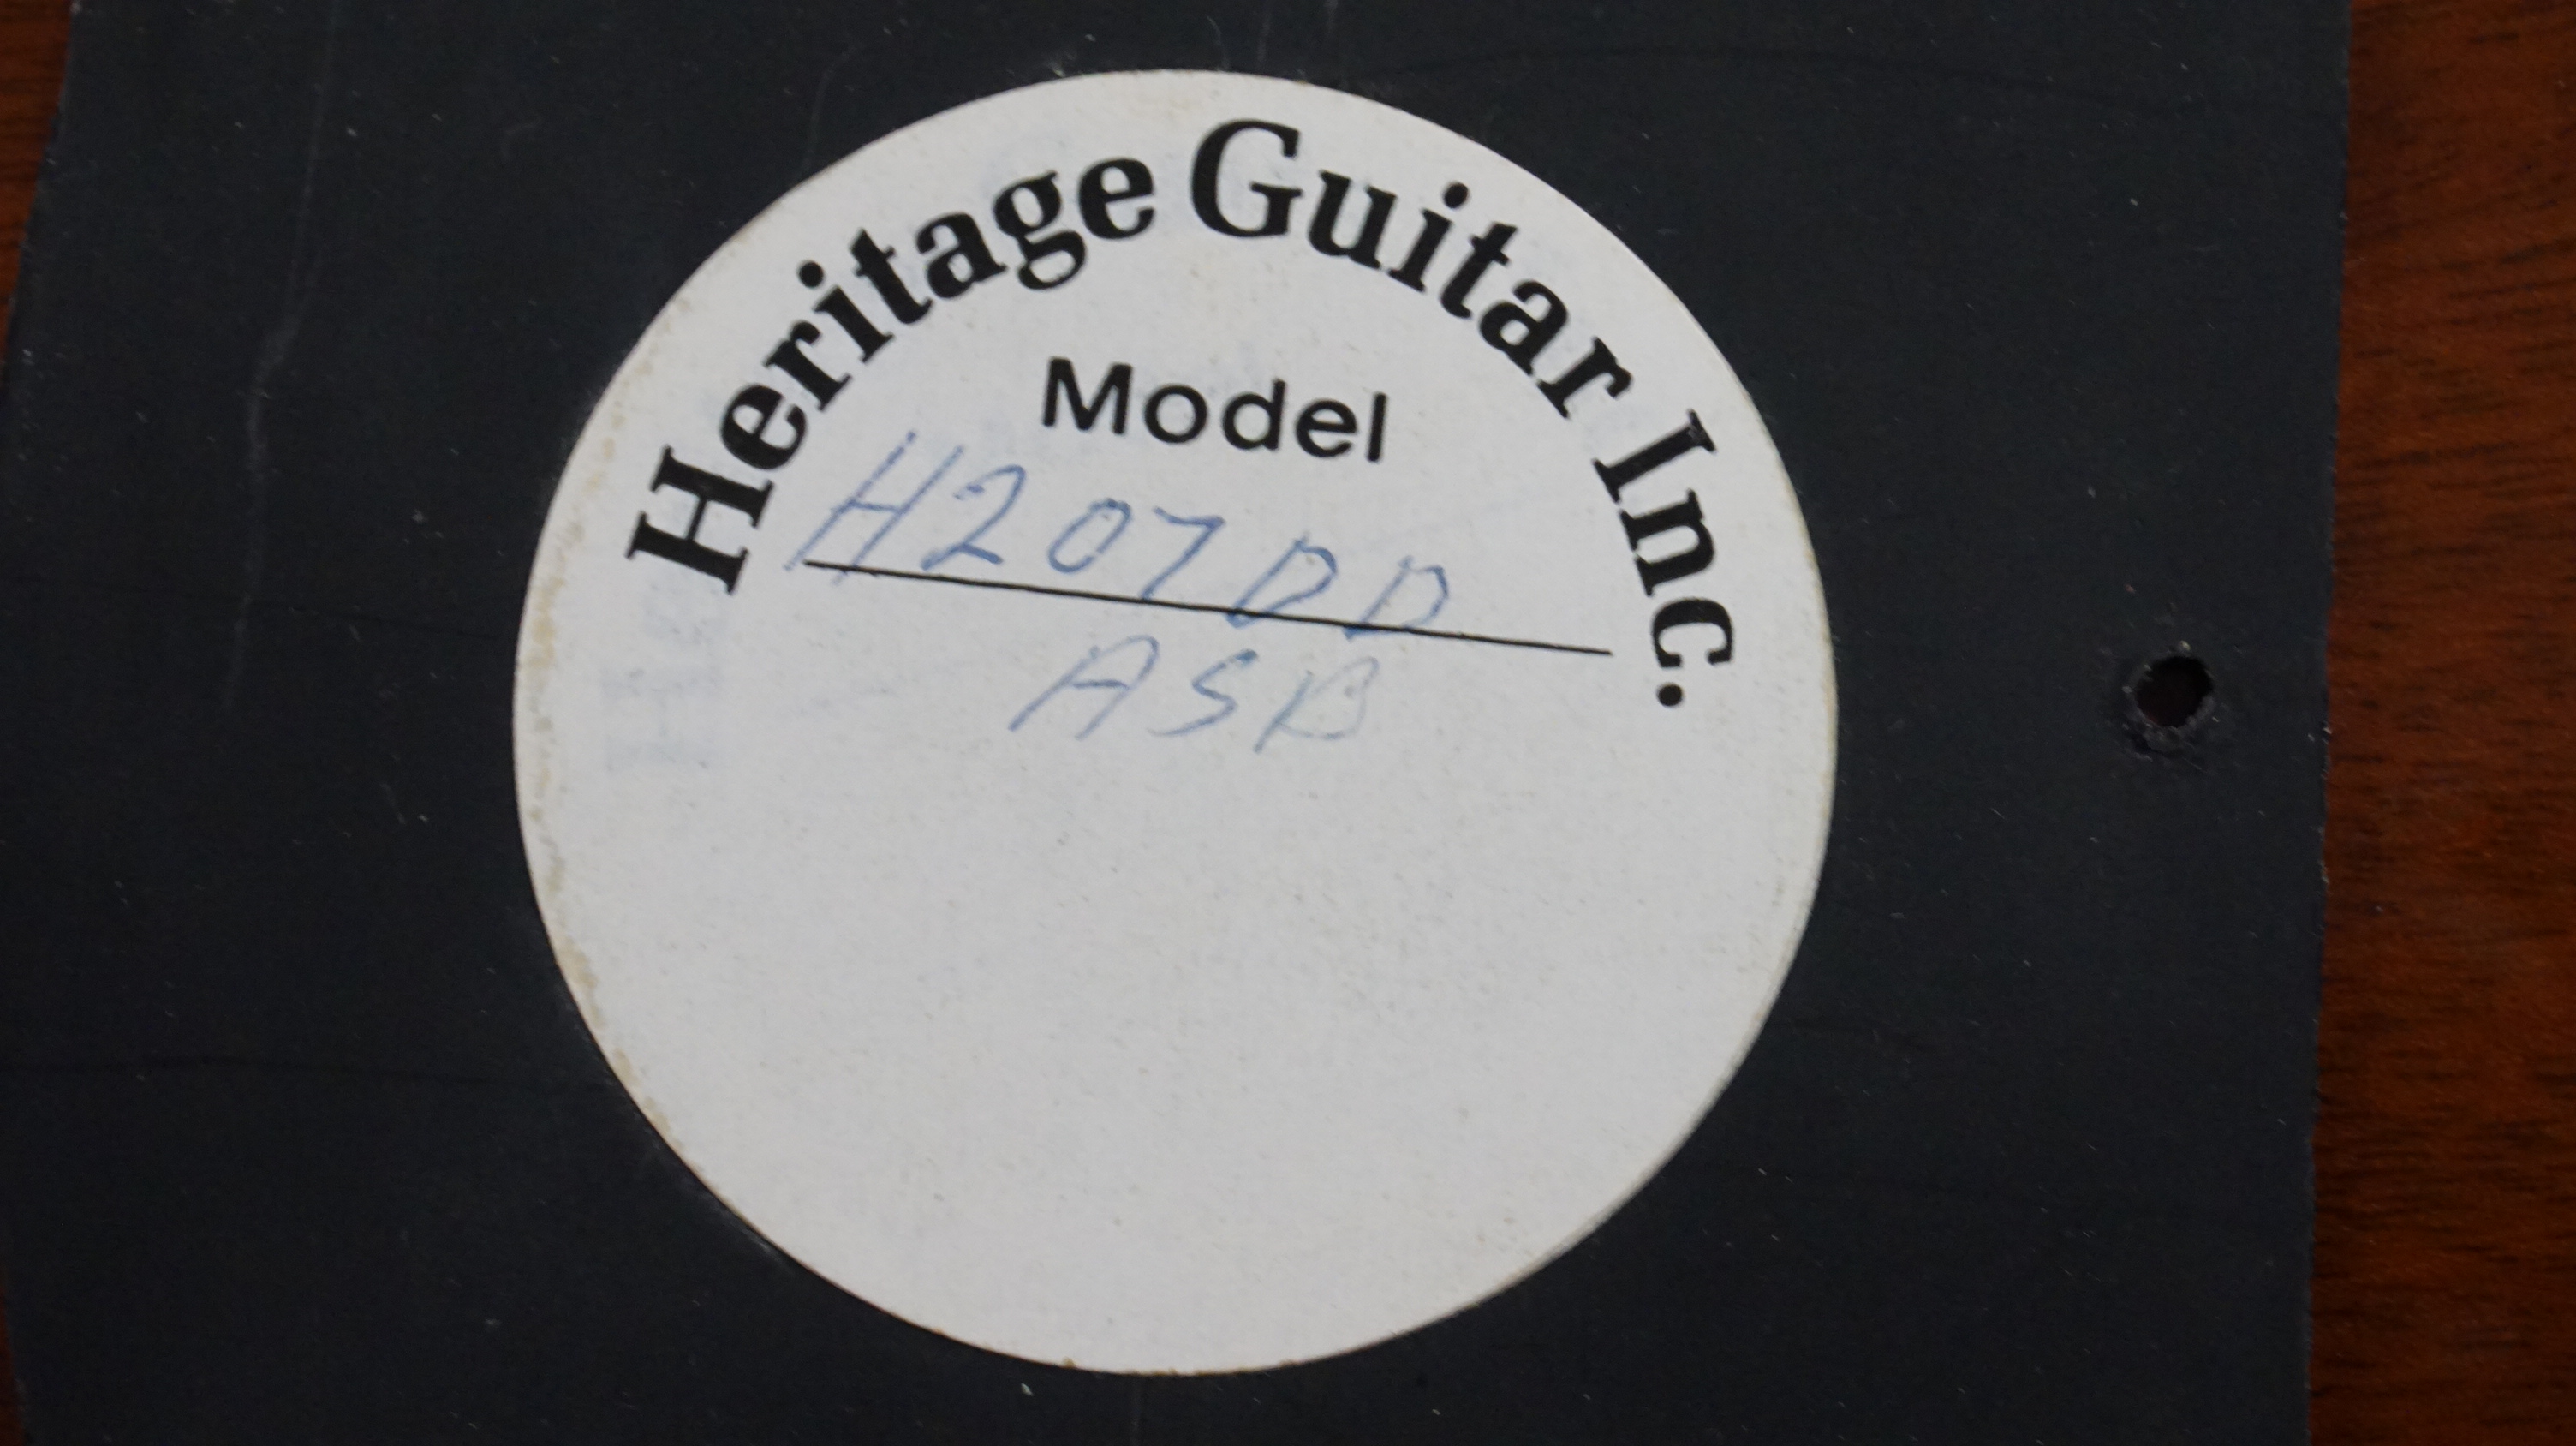 Heritage Guitar Inc.
Model
H207DD
ASB